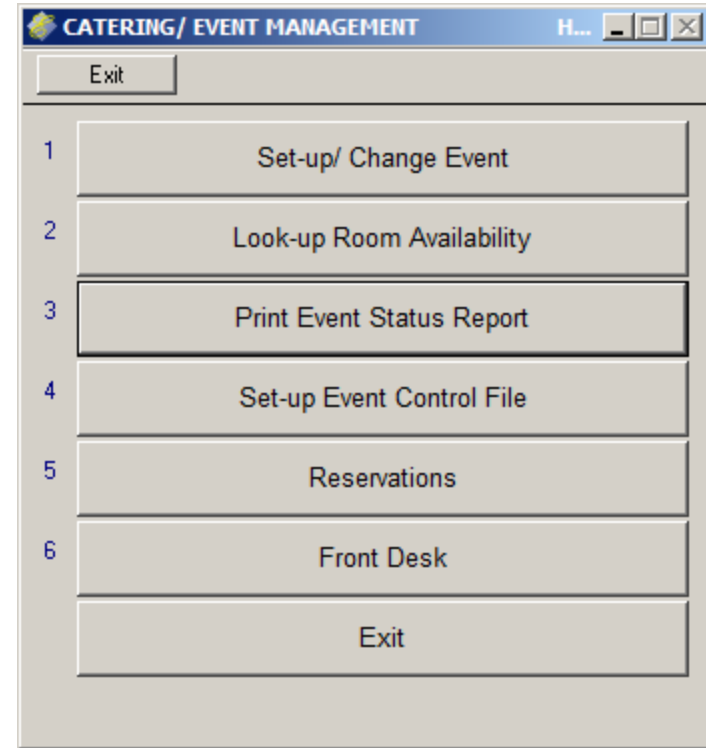 CATERING/ EVENT MANAGEMENT H...
Exit
1 Set-up/ Change Event
2 Look-up Room Availability
3 Print Event Status Report
4 Set-up Event Control File
5 Reservations
6 Front Desk
Exit